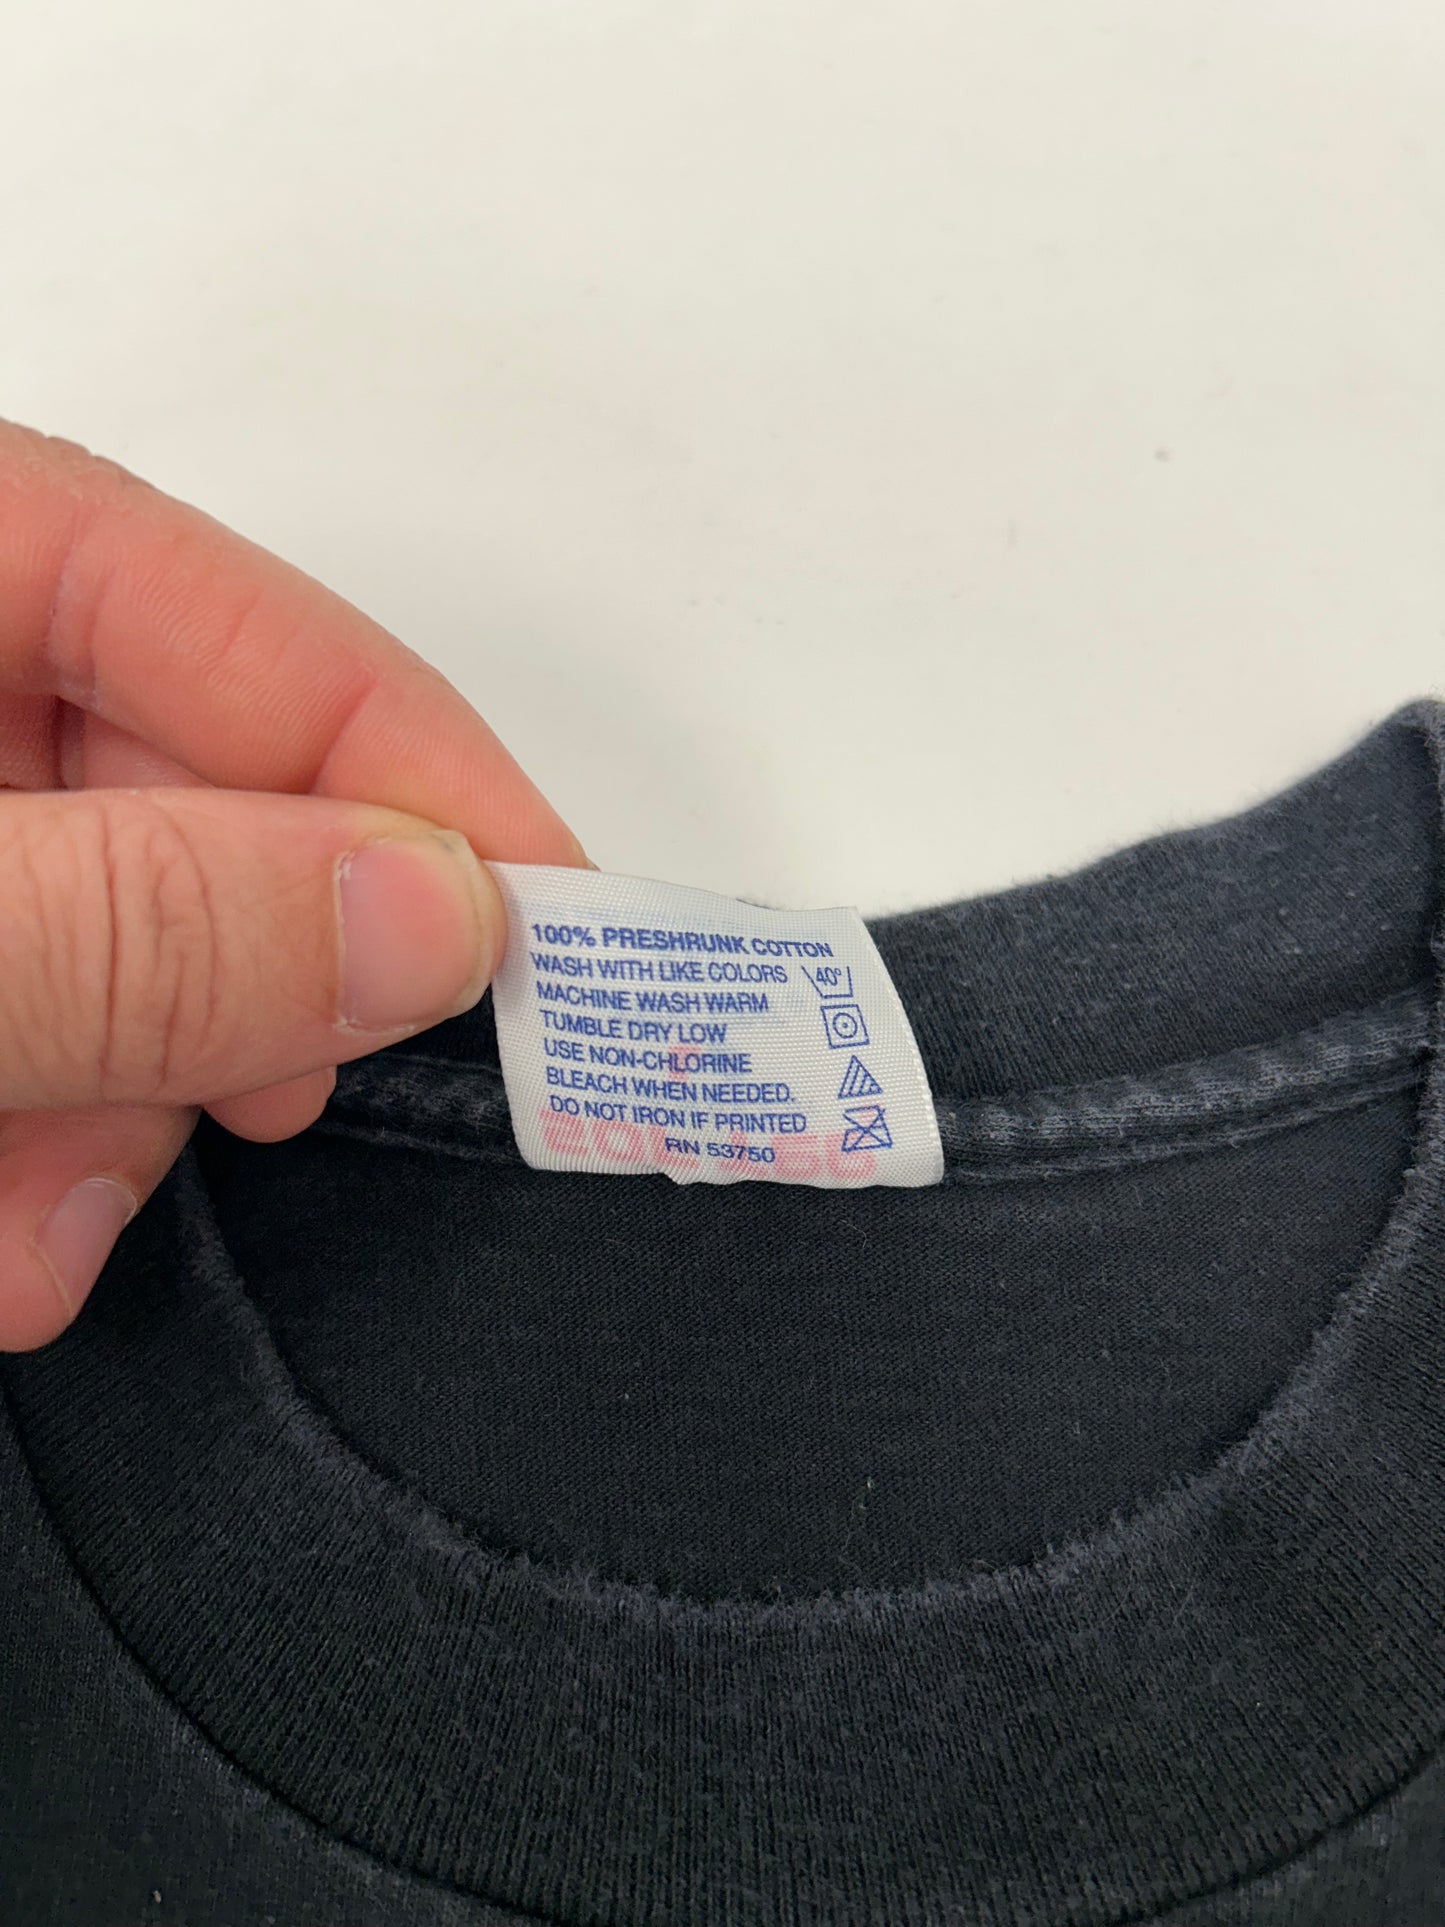 100% PRESHRUNK COTTON
WASH WITH LIKE COLORS 40°
MACHINE WASH WARM
TUMBLE DRY LOW
USE NON-CHLORINE
BLEACH WHEN NEEDED.
DO NOT IRON IF PRINTED
RN 53750